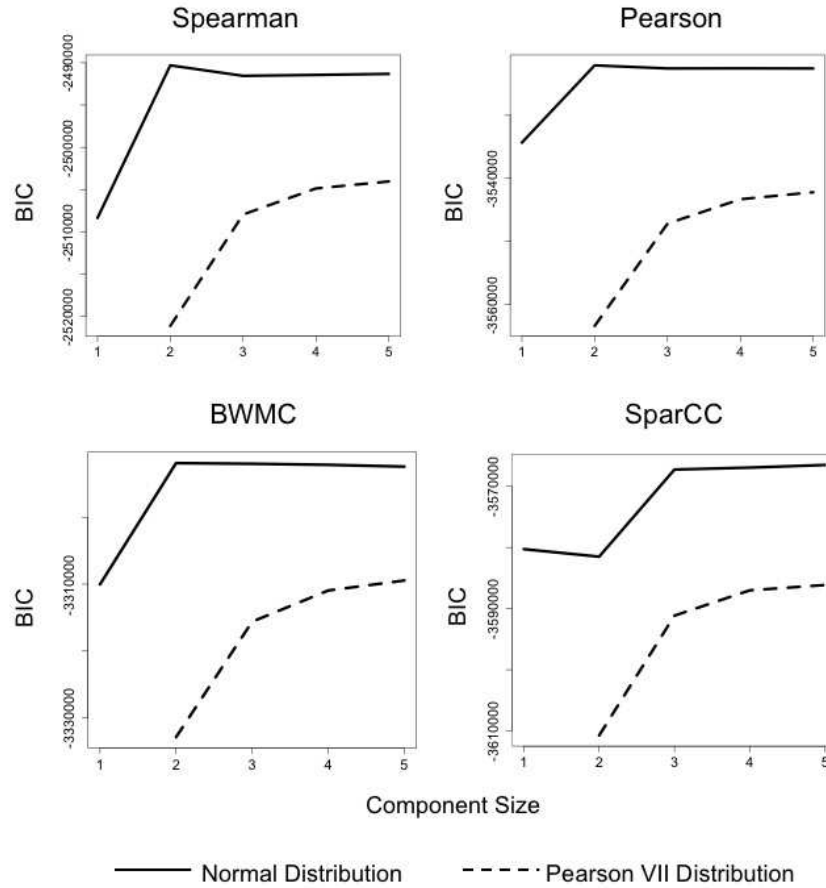 Spearman
Pearson
BIC
-2490000
-2500000
-2510000
-2520000
1 2 3 4 5
BIC
-3540000
-3560000
1 2 3 4 5
BWMC
SparCC
BIC
-3310000
-3330000
1 2 3 4 5
BIC
-3570000
-3590000
-3610000
1 2 3 4 5
Component Size
Normal Distribution
Pearson VII Distribution